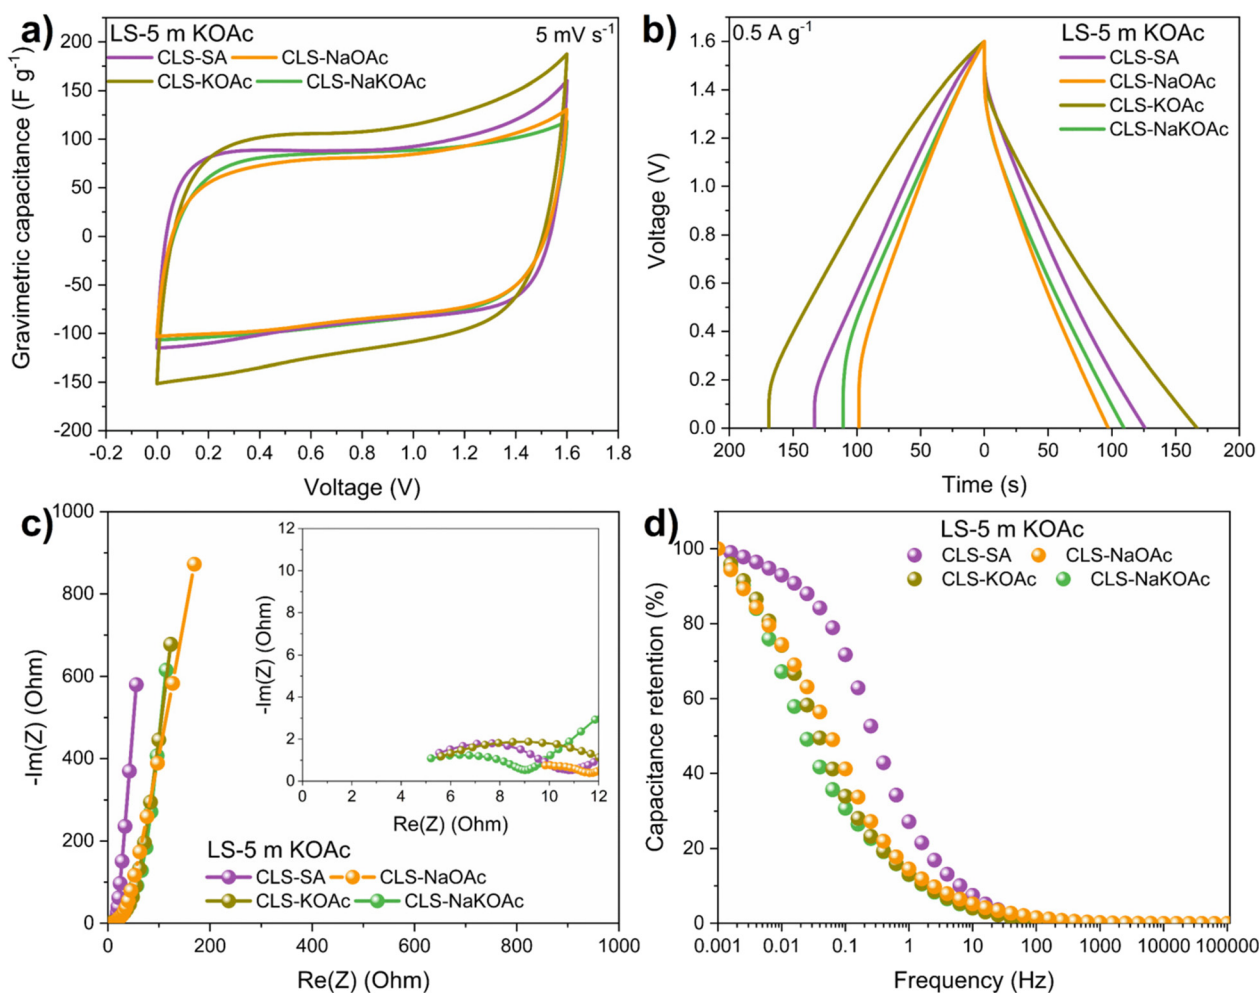 a)
LS-5 m KOAc
5 mV s⁻¹
CLS-SA CLS-NaOAc
CLS-KOAc CLS-NaKOAc
Gravimetric capacitance (F g⁻¹)
200
150
100
50
0
-50
-100
-150
-200
-0.2 0.0 0.2 0.4 0.6 0.8 1.0 1.2 1.4 1.6 1.8
Voltage (V)
b)
0.5 A g⁻¹
LS-5 m KOAc
CLS-SA
CLS-NaOAc
CLS-KOAc
CLS-NaKOAc
Voltage (V)
1.6
1.4
1.2
1.0
0.8
0.6
0.4
0.2
0.0
200 150 100 50 0 50 100 150 200
Time (s)
c)
-Im(Z) (Ohm)
1000
800
600
400
200
0
0 200 400 600 800 1000
Re(Z) (Ohm)
-Im(Z) (Ohm)
12
10
8
6
4
2
0
0 2 4 6 8 10 12
Re(Z) (Ohm)
LS-5 m KOAc
CLS-SA CLS-NaOAc
CLS-KOAc CLS-NaKOAc
d)
LS-5 m KOAc
CLS-SA CLS-NaOAc
CLS-KOAc CLS-NaKOAc
Capacitance retention (%)
100
80
60
40
20
0
0.001 0.01 0.1 1 10 100 1000 10000 100000
Frequency (Hz)